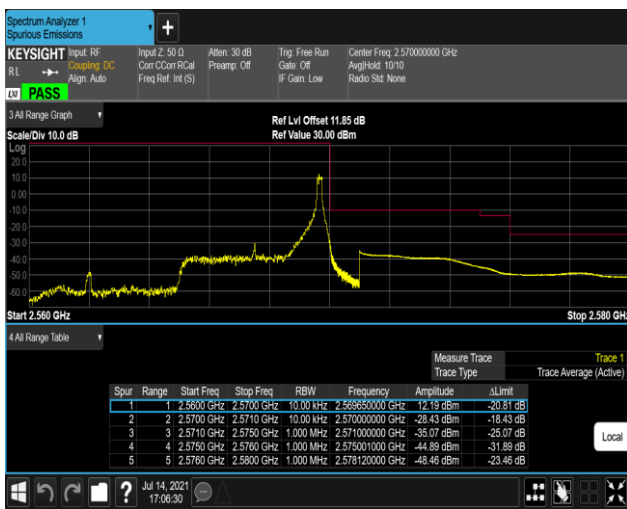 Spectrum Analyzer 1
Spurious Emissions
KEYSIGHT Input: RF Input Z: 50 Ω Atten: 30 dB Trig: Free Run Center Freq: 2.570000000 GHz
RL Coupling: DC Corr CCorr RCal Preamp: Off Gate: Off Avg|Hold: 10/10
Align: Auto Freq Ref: Int (S) IF Gain: Low Radio Std: None
LXI PASS
3 All Range Graph
Ref Lvl Offset 11.85 dB
Scale/Div 10.0 dB Ref Value 30.00 dBm
Log
20.0
10.0
0.00
-10.0
-20.0
-30.0
-40.0
-50.0
-60.0
Start 2.560 GHz Stop 2.580 GHz
4 All Range Table
Measure Trace Trace 1
Trace Type Trace Average (Active)
Spur Range Start Freq Stop Freq RBW Frequency Amplitude ΔLimit
1 1 2.5600 GHz 2.5700 GHz 10.00 kHz 2.569650000 GHz 12.19 dBm -20.81 dB
2 2 2.5700 GHz 2.5710 GHz 10.00 kHz 2.570000000 GHz -28.43 dBm -18.43 dB
3 3 2.5710 GHz 2.5750 GHz 1.000 MHz 2.571000000 GHz -35.07 dBm -25.07 dB
4 4 2.5750 GHz 2.5760 GHz 1.000 MHz 2.575001000 GHz -44.89 dBm -31.89 dB
5 5 2.5760 GHz 2.5800 GHz 1.000 MHz 2.578120000 GHz -48.46 dBm -23.46 dB
Local
? Jul 14, 2021
17:06:30